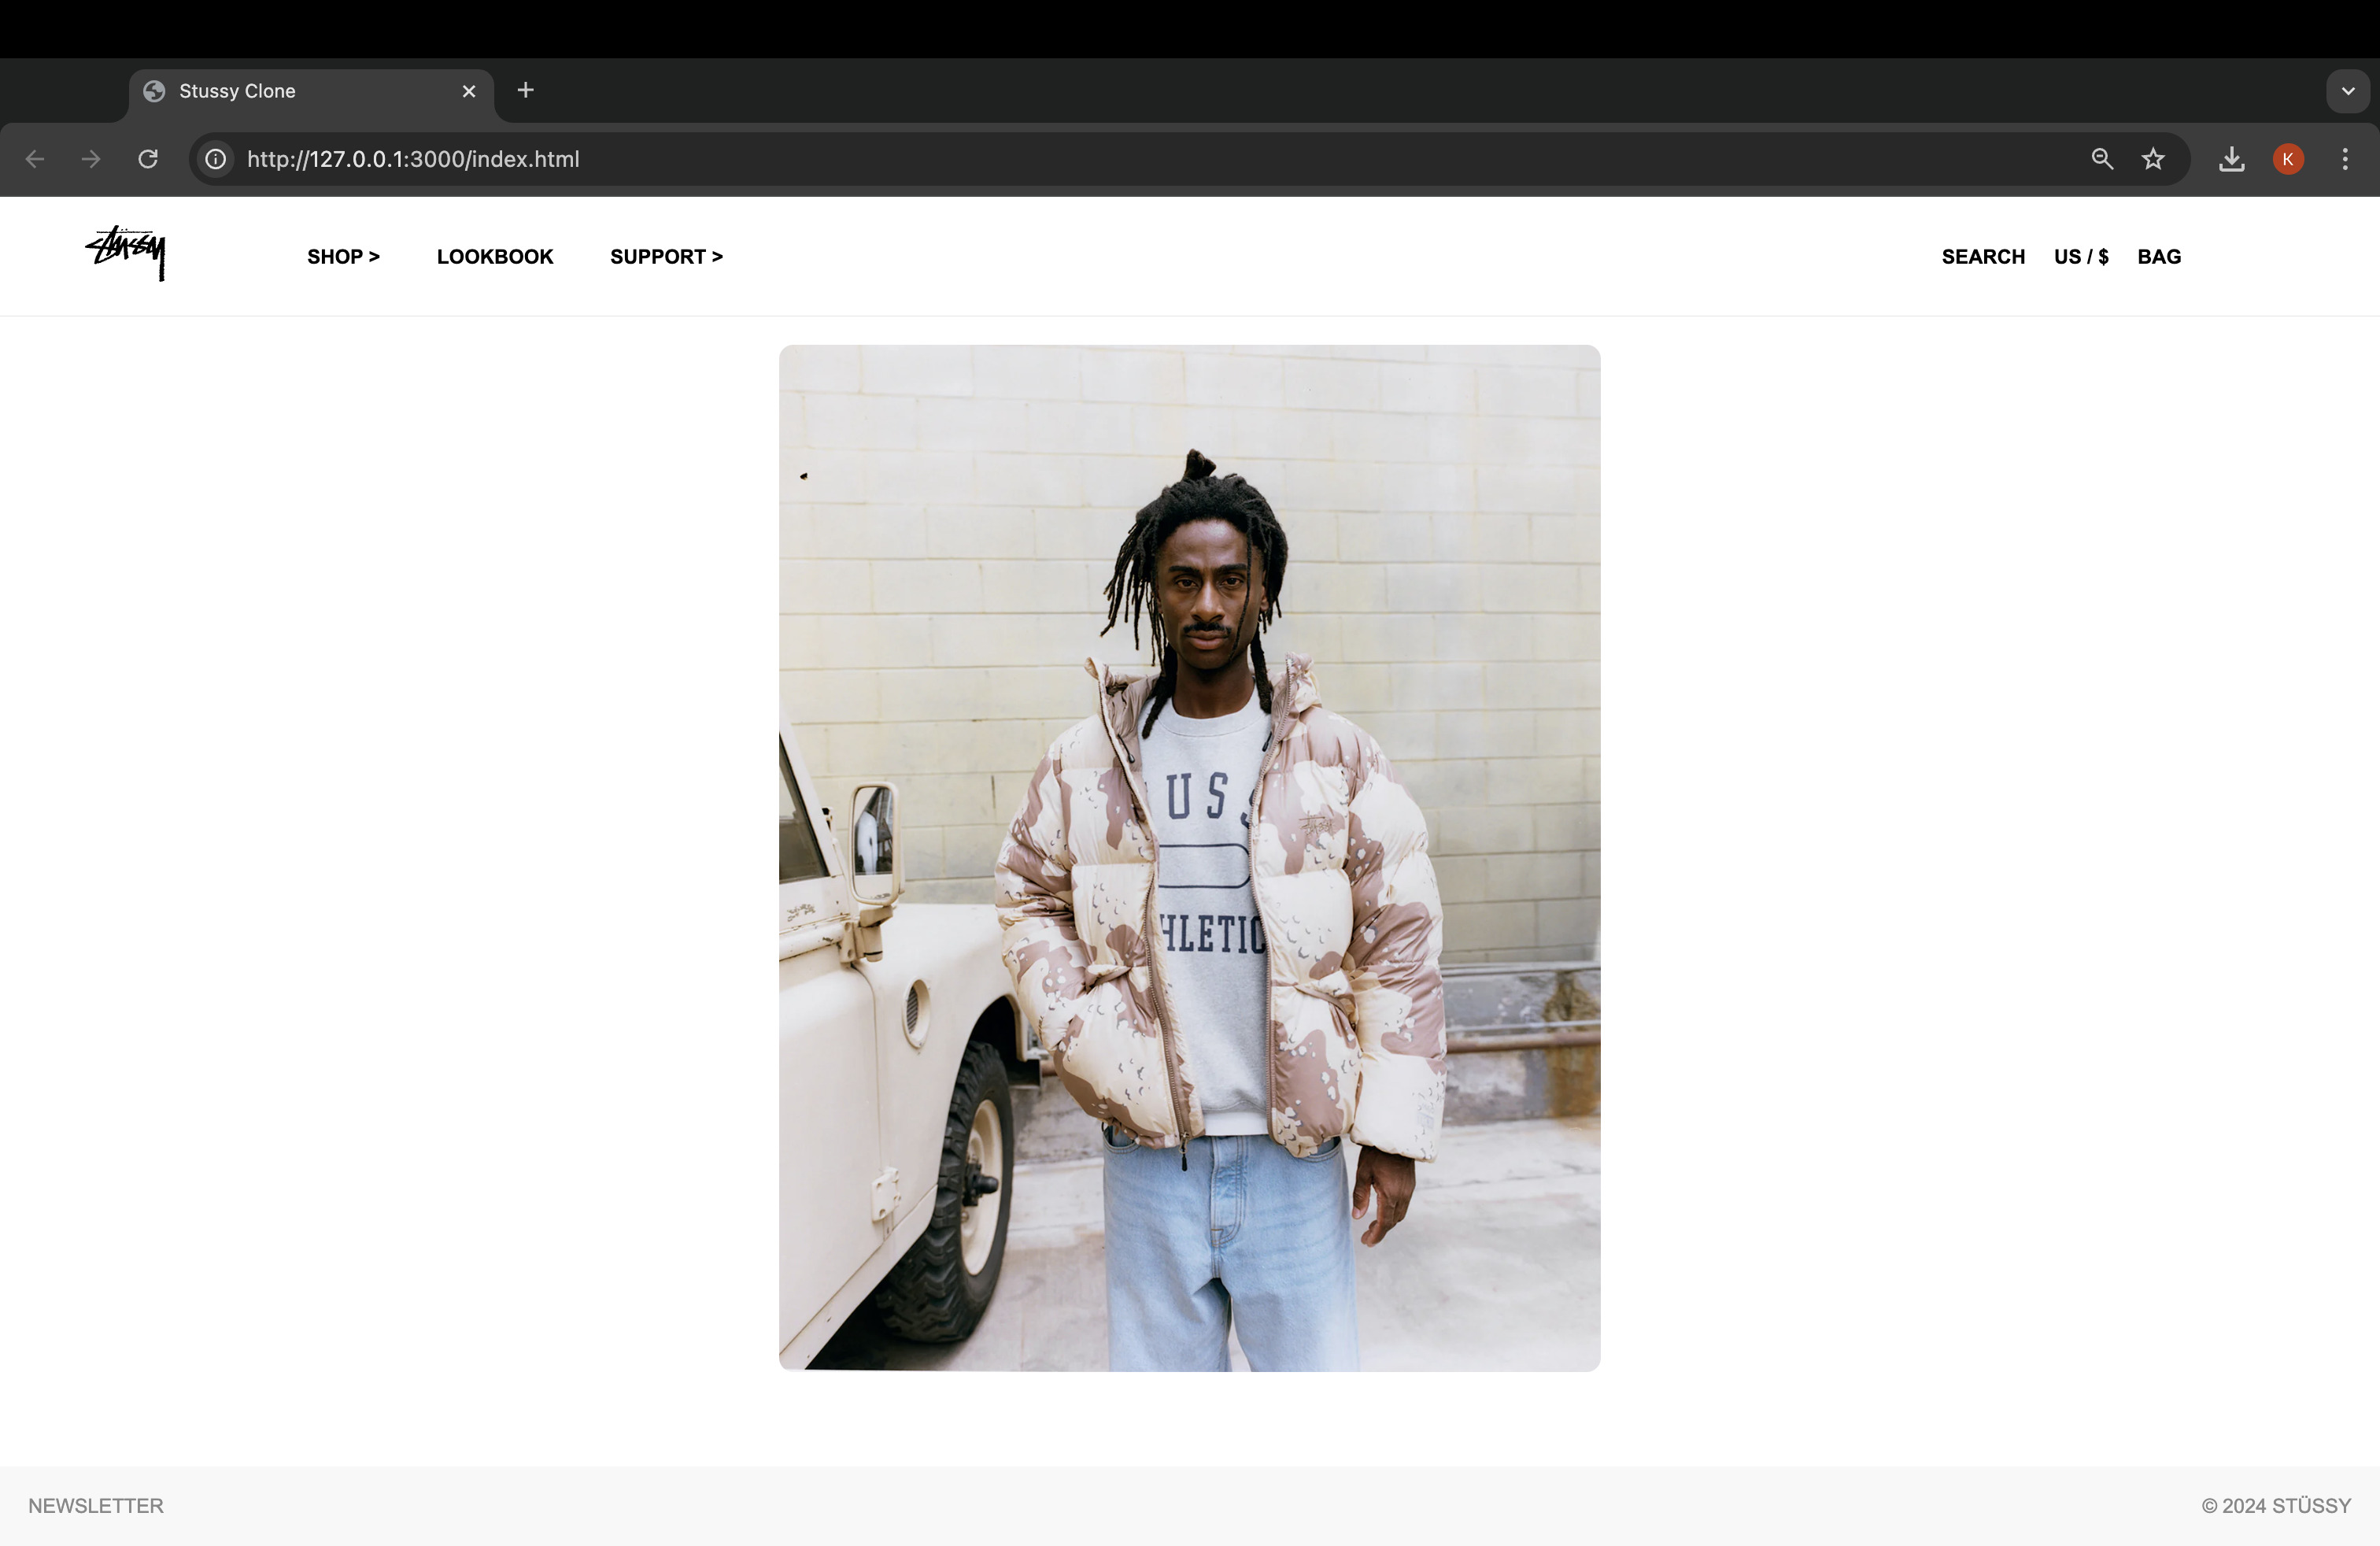 Stussy Clone
http://127.0.0.1:3000/index.html
K
STÜSSY
SHOP > LOOKBOOK SUPPORT > SEARCH US / $ BAG
USS
HLETIC
NEWSLETTER © 2024 STÜSSY